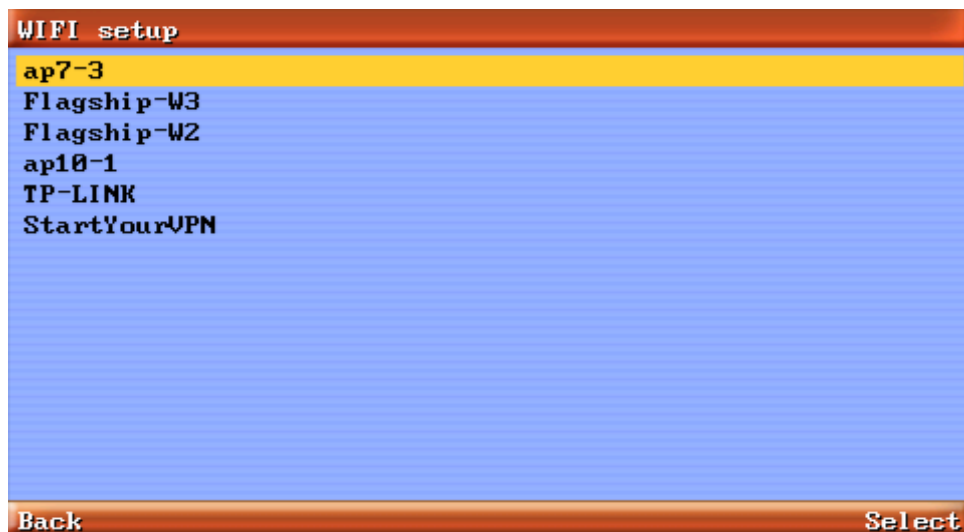 WIFI setup
ap7-3
Flagship-W3
Flagship-W2
ap10-1
TP-LINK
StartYourVPN
Back Select